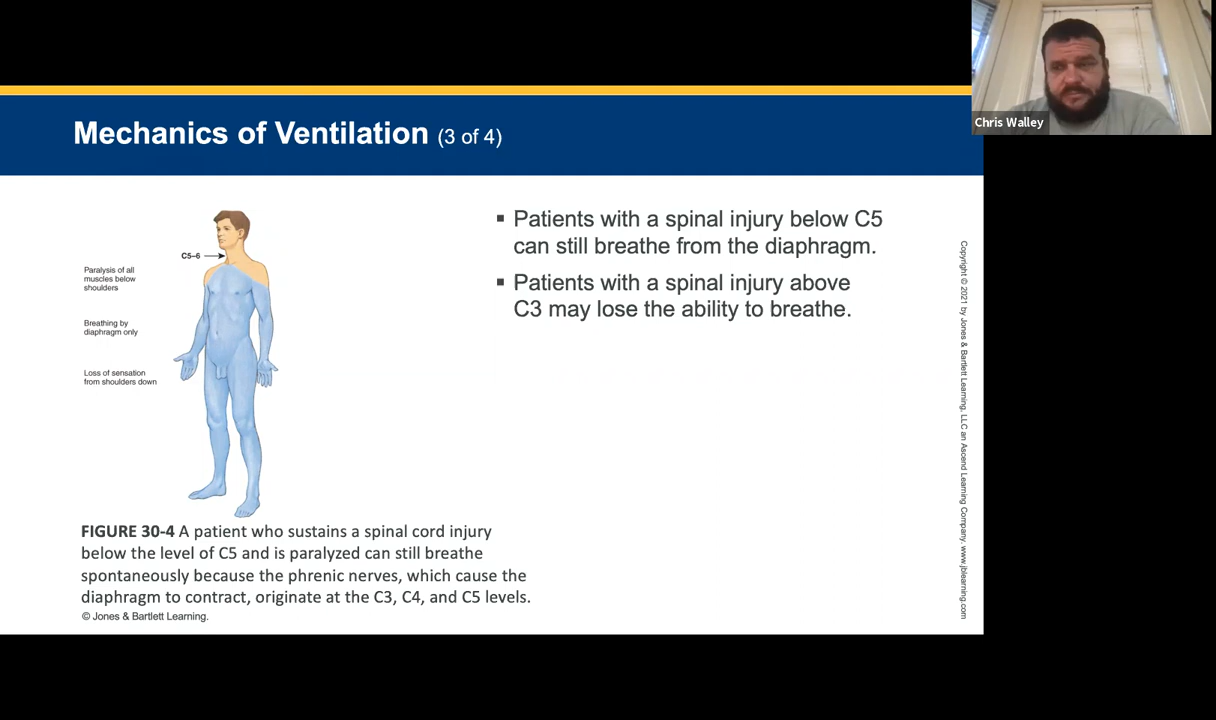 Chris Walley
Mechanics of Ventilation (3 of 4)
C5–6
Paralysis of all
muscles below
shoulders
Breathing by
diaphragm only
Loss of sensation
from shoulders down
▪ Patients with a spinal injury below C5
can still breathe from the diaphragm.
▪ Patients with a spinal injury above
C3 may lose the ability to breathe.
FIGURE 30-4 A patient who sustains a spinal cord injury
below the level of C5 and is paralyzed can still breathe
spontaneously because the phrenic nerves, which cause the
diaphragm to contract, originate at the C3, C4, and C5 levels.
© Jones & Bartlett Learning.
Copyright © 2021 by Jones & Bartlett Learning, LLC an Ascend Learning Company. www.jblearning.com